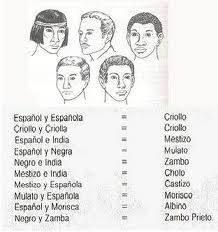 Español y Española = Criollo
Criollo y Criolla = Criollo
Español e India = Mestizo
Español y Negra = Mulato
Negro e India = Zambo
Mestizo e India = Cholo
Mestizo y Española = Castizo
Mulato y Española = Morisco
Español y Morisca = Albino
Negro y Zamba = Zambo Prieto.